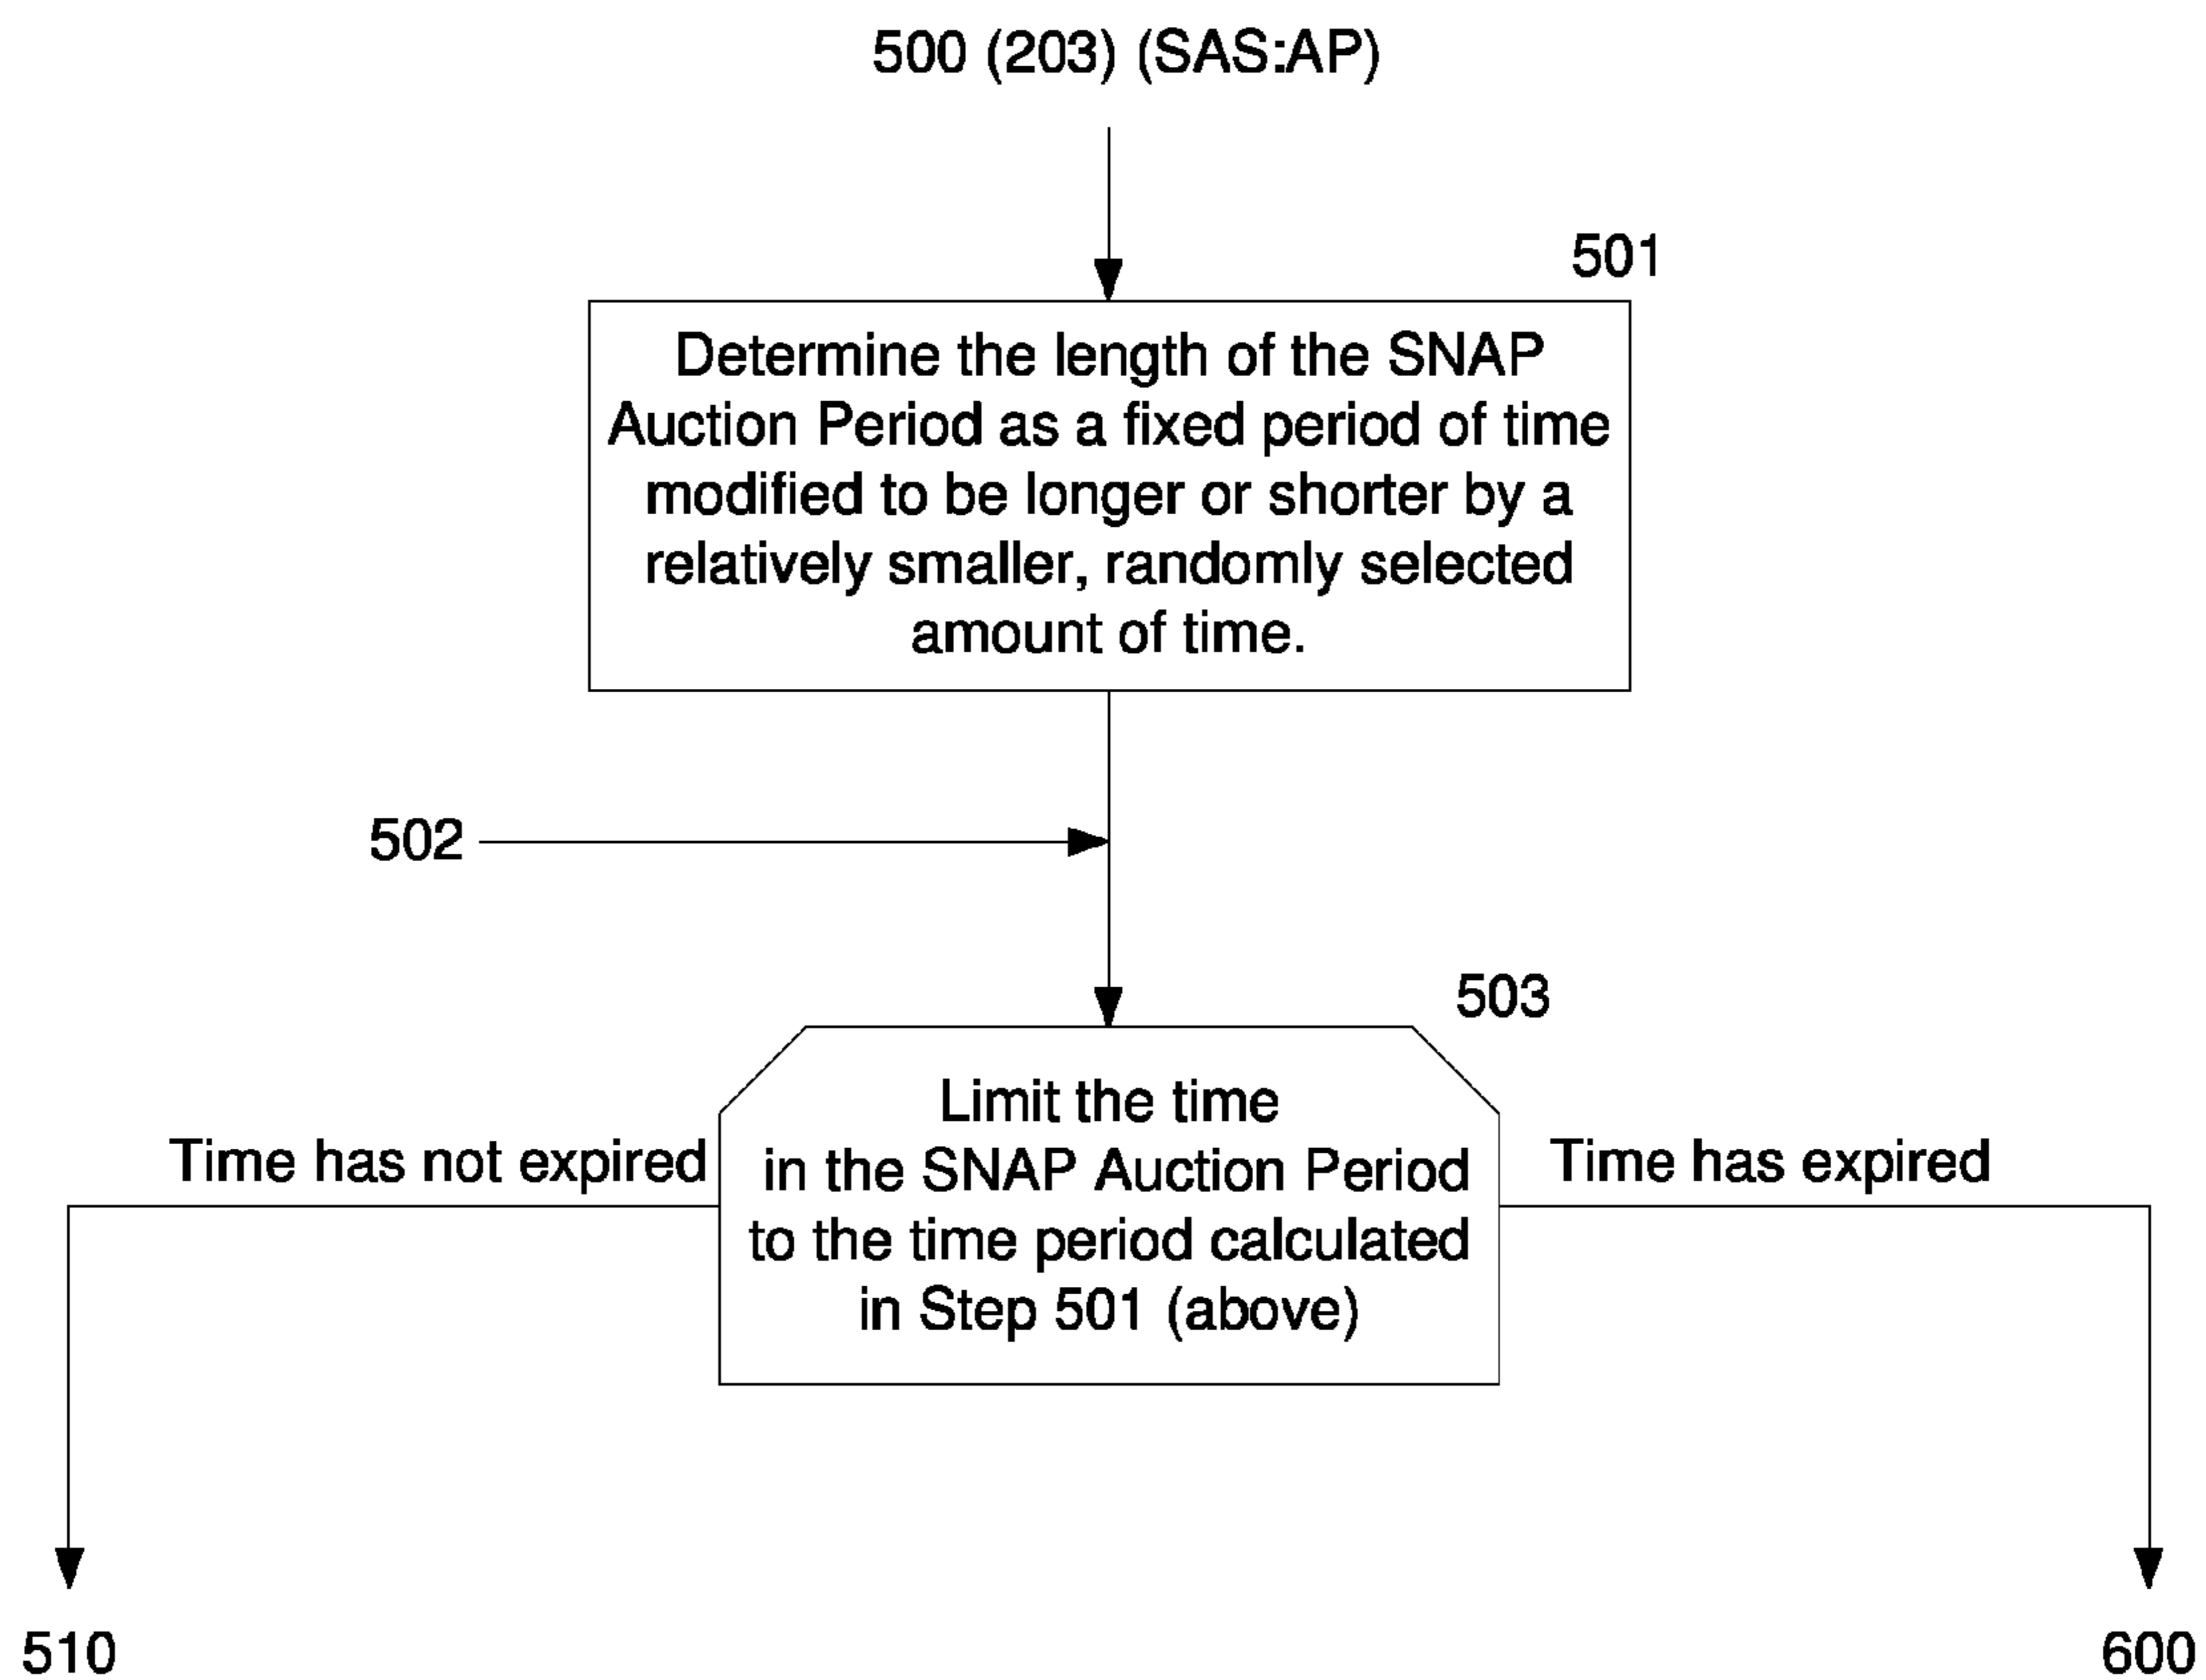 500 (203) (SAS:AP)
501
Determine the length of the SNAP
Auction Period as a fixed period of time
modified to be longer or shorter by a
relatively smaller, randomly selected
amount of time.
502
503
Limit the time
in the SNAP Auction Period
to the time period calculated
in Step 501 (above)
Time has not expired
Time has expired
510
600